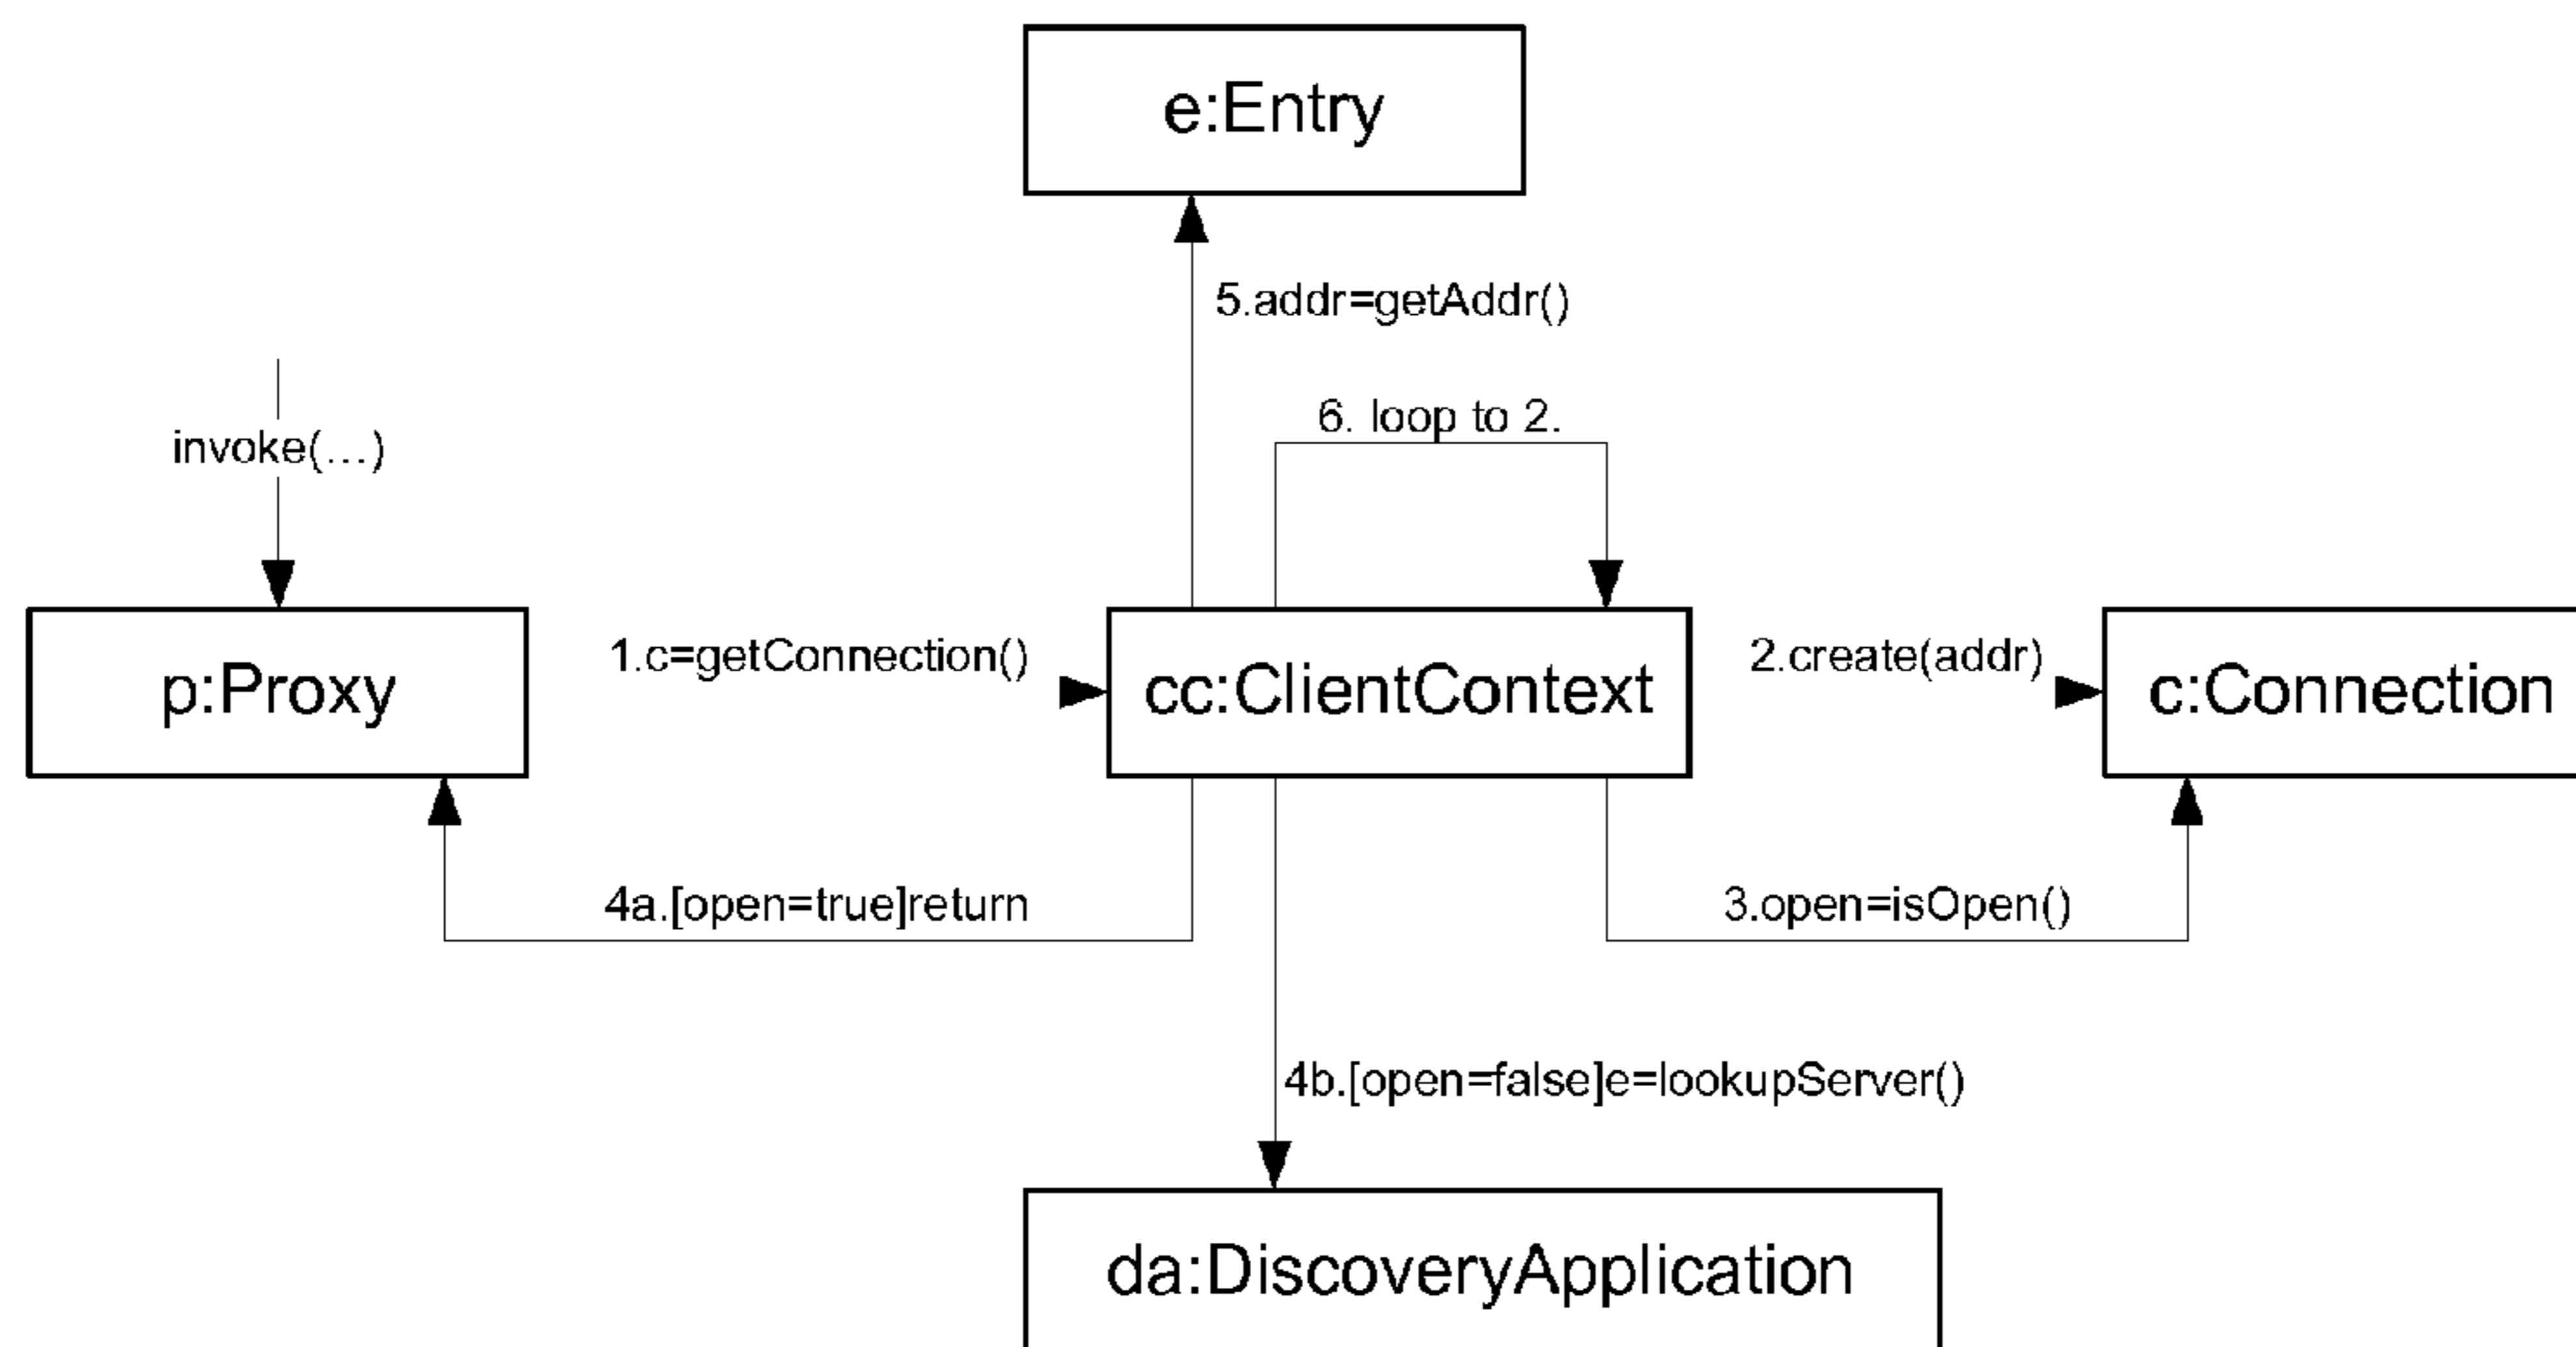 e:Entry
5.addr=getAddr()
6. loop to 2.
invoke(...)
1.c=getConnection()
2.create(addr)
p:Proxy
cc:ClientContext
c:Connection
4a.[open=true]return
3.open=isOpen()
4b.[open=false]e=lookupServer()
da:DiscoveryApplication